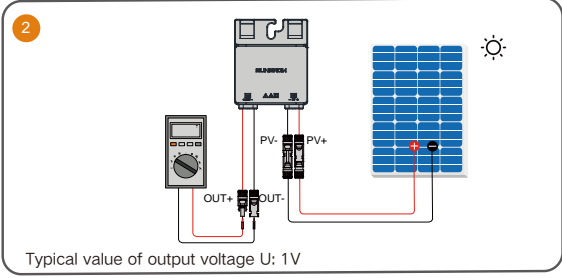 2
PV- PV+
OUT+ OUT-
Typical value of output voltage U: 1V